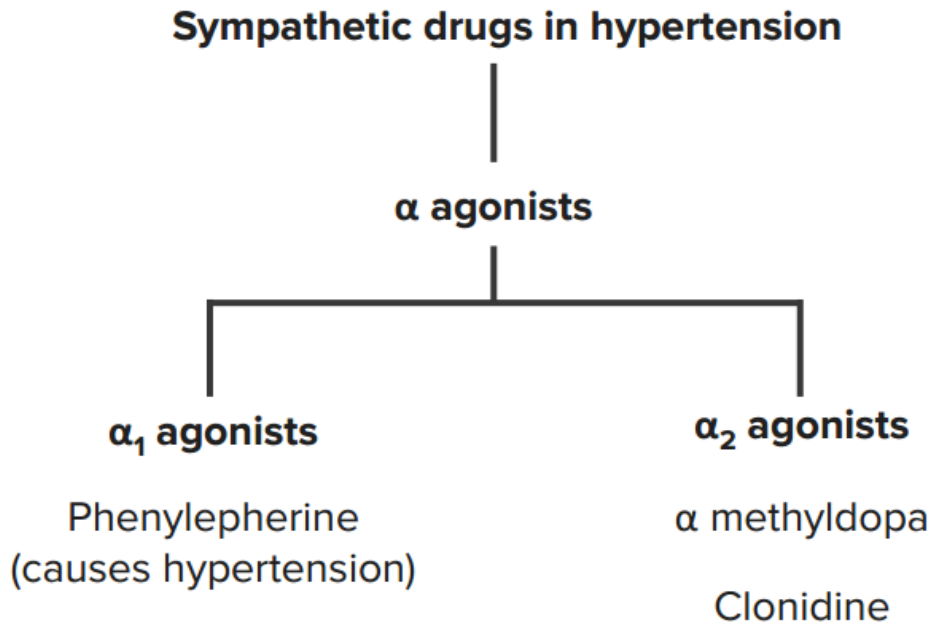 Sympathetic drugs in hypertension
α agonists
α₁ agonists
α₂ agonists
Phenylepherine
(causes hypertension)
α methyldopa
Clonidine